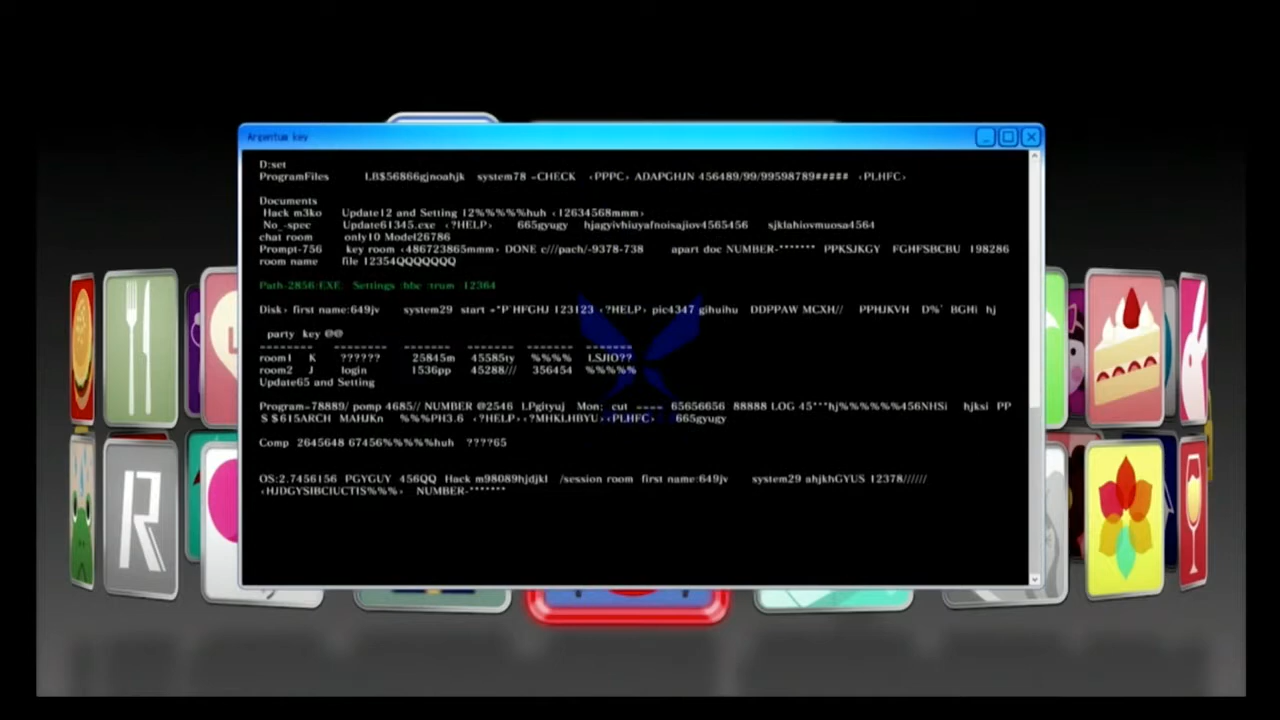 Argentum key
D:set
ProgramFiles LB$56866gjnoahjk system78 =CHECK ‹PPPC› ADAPGHJN 456489/99/99598789##### ‹PLHFC›
Documents
Hack m3ko Update12 and Setting 12%%%%huh ‹12634568mmm›
No_-spec Update61345.exe ‹?HELP› 665gyugy hjagyvhiuyafnoisajiov4565456 sjklahiovmuosa4564
chat room only10 Model26786
Prompt-756 key room ‹486723865mmm› DONE c///pach/-9378-738 apart doc NUMBER-******* PPKSJKGY FGHFSBCBU 198286
room name file 12354QQQQQQQ
Path-2856/EXE Settings :hbc :trum 12364
Disk› first name:649jv system29 start ="P'HFGHJ 123123 ‹?HELP› pic4347 gihuihu DDPPAW MCXH// PPHJKVH D%' BGHi hj
party key @@
-------- ------- ------- ------- ------ -------
room1 K ?????? 25845m 45585ty %%%% LSJIO??
room2 J login 1536pp 45288/// 356454 %%%%%
Update65 and Setting
Program=78889/ pomp 4685// NUMBER @2546 LPgityuj Mon; cut ==== 65656656 88888 LOG 45***hj%%%%%%456NHSi hjksi PP
S $615ARCH MAHJKn %%%PH3.6 ‹?HELP›‹?MHKLHBYU›‹PLHFC› 665gyugy
Comp 2645648 67456%%%%%huh ????65
OS:2.7456156 PGYGUY 456QQ Hack m98089hjdjkl /session room first name:649jv system29 ahjkhGYUS 12378//////
‹HJDGYSIBCIUCTIS%%%› NUMBER-*******
R